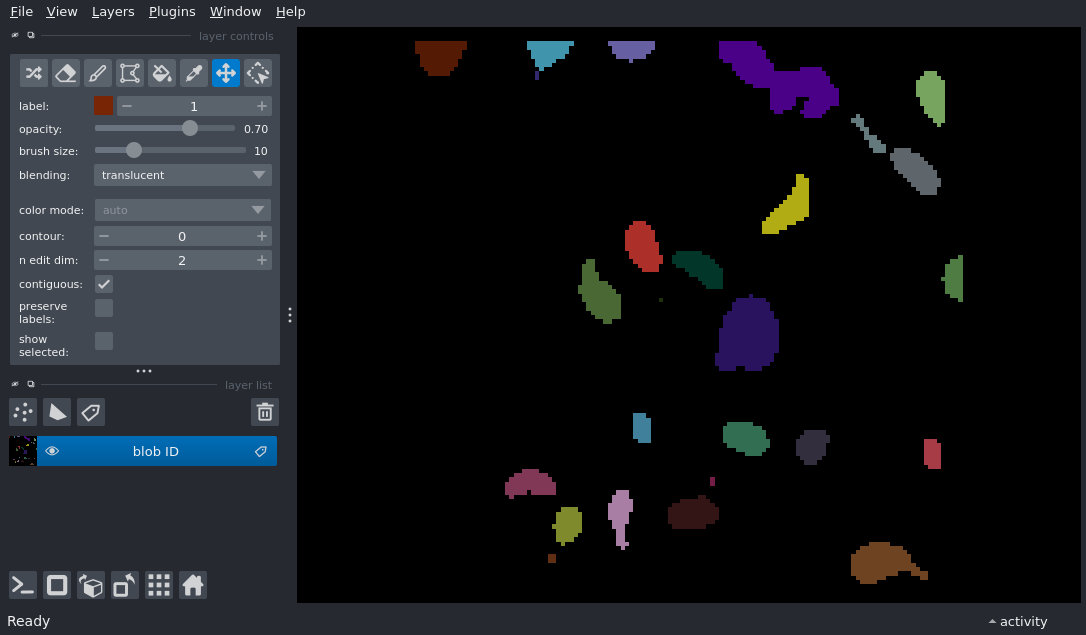 File View Layers Plugins Window Help
layer controls
label: 1
opacity: 0.70
brush size: 10
blending: translucent
color mode: auto
contour: 0
n edit dim: 2
contiguous:
preserve
labels:
show
selected:
layer list
blob ID
Ready
activity